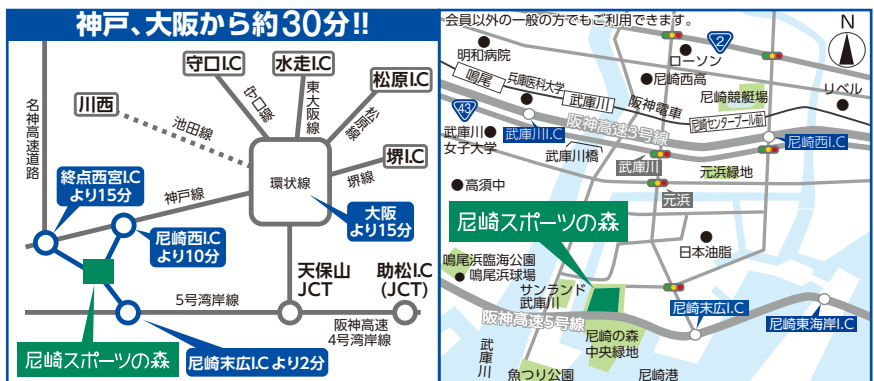 神戸、大阪から約30分!!
守口I.C
水走I.C
松原I.C
堺I.C
川西
名神高速道路
池田線
守口線
東大阪線
松原線
堺線
環状線
神戸線
終点西宮I.C
より15分
尼崎西I.C
より10分
大阪
より15分
天保山
JCT
助松I.C
(JCT)
5号湾岸線
阪神高速
4号湾岸線
尼崎スポーツの森
尼崎末広I.C より2分
会員以外の一般の方でもご利用できます。
N
2
明和病院
ローソン
鳴尾
兵庫医科大学
武庫川
阪神電車
尼崎西高
尼崎競艇場
リベル
尼崎センタープール前
43
武庫川
女子大学
武庫川I.C
阪神高速3号線
尼崎西I.C
武庫川橋
武庫川
元浜緑地
元浜
高須中
尼崎スポーツの森
日本油脂
鳴尾浜臨海公園
鳴尾浜球場
サンランド
武庫川
阪神高速5号線
尼崎の森
中央緑地
尼崎末広I.C
尼崎東海岸I.C
武庫川
魚つり公園
尼崎港